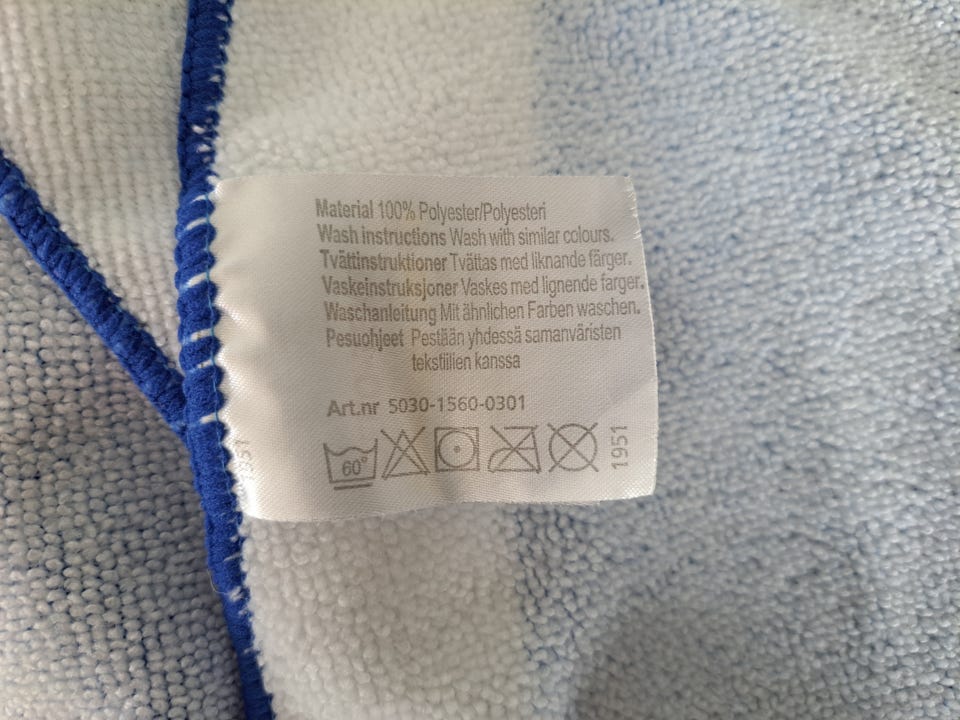 Material 100% Polyester/Polyesteri
Wash instructions Wash with similar colours.
Tvättinstruktioner Tvättas med liknande färger.
Vaskeinstruksjoner Vaskes med lignende farger.
Waschanleitung Mit ähnlichen Farben waschen.
Pesuohjeet Pestään yhdessä samanväristen
tekstiilien kanssa
Art.nr 5030-1560-0301
60°
1951
1951